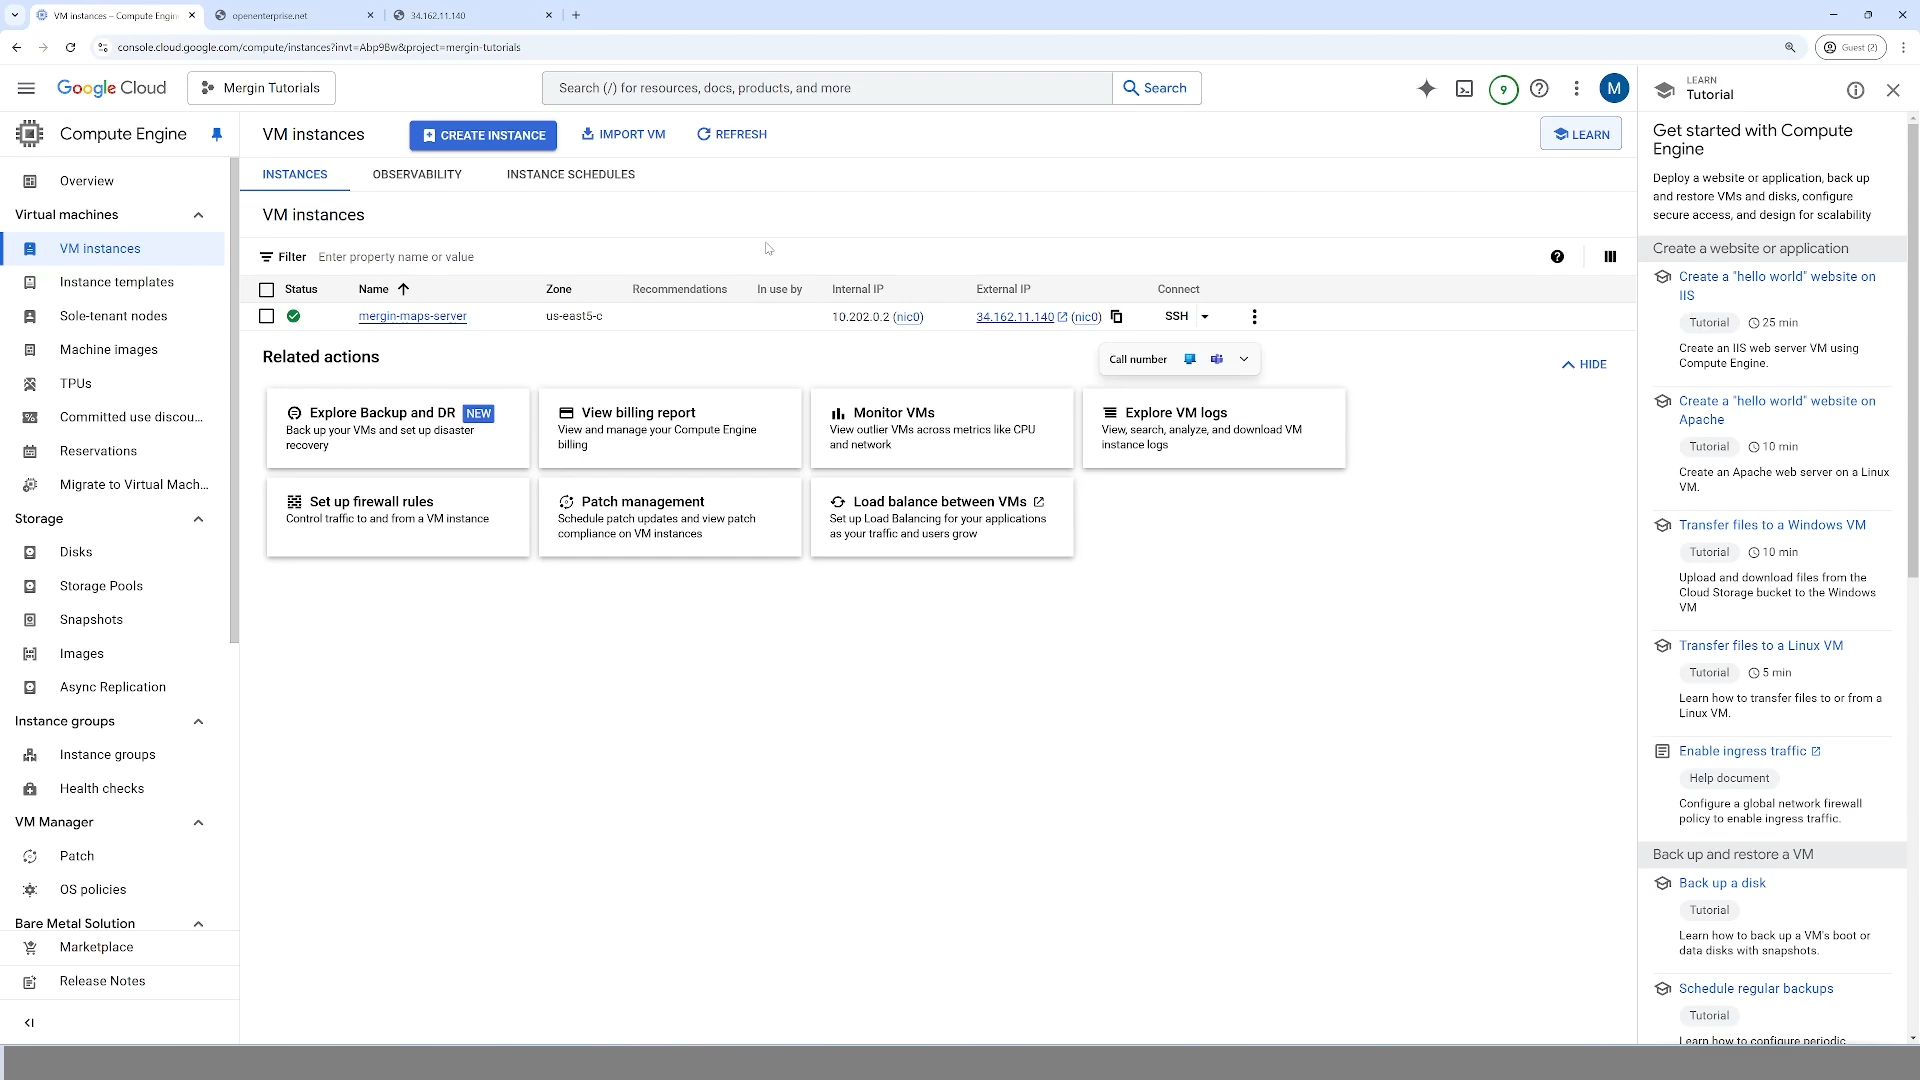 VM instances – Compute Engin
openenterprise.net
34.162.11.140
console.cloud.google.com/compute/instances?invt=Abp9Bw&project=mergin-tutorials
Guest (2)
Google Cloud
Mergin Tutorials
Search (/) for resources, docs, products, and more
Search
9
M
LEARN
Tutorial
Compute Engine
VM instances
CREATE INSTANCE
IMPORT VM
REFRESH
LEARN
INSTANCES
OBSERVABILITY
INSTANCE SCHEDULES
VM instances
Filter
Enter property name or value
Status
Name
Zone
Recommendations
In use by
Internal IP
External IP
Connect
mergin-maps-server
us-east5-c
10.202.0.2 (nic0)
34.162.11.140 (nic0)
SSH
Related actions
Call number
HIDE
Explore Backup and DR NEW
Back up your VMs and set up disaster
recovery
View billing report
View and manage your Compute Engine
billing
Monitor VMs
View outlier VMs across metrics like CPU
and network
Explore VM logs
View, search, analyze, and download VM
instance logs
Set up firewall rules
Control traffic to and from a VM instance
Patch management
Schedule patch updates and view patch
compliance on VM instances
Load balance between VMs
Set up Load Balancing for your applications
as your traffic and users grow
Overview
Virtual machines
VM instances
Instance templates
Sole-tenant nodes
Machine images
TPUs
Committed use discou...
Reservations
Migrate to Virtual Mach...
Storage
Disks
Storage Pools
Snapshots
Images
Async Replication
Instance groups
Instance groups
Health checks
VM Manager
Patch
OS policies
Bare Metal Solution
Marketplace
Release Notes
Get started with Compute
Engine
Deploy a website or application, back up
and restore VMs and disks, configure
secure access, and design for scalability
Create a website or application
Create a "hello world" website on
IIS
Tutorial
25 min
Create an IIS web server VM using
Compute Engine.
Create a "hello world" website on
Apache
Tutorial
10 min
Create an Apache web server on a Linux
VM.
Transfer files to a Windows VM
Tutorial
10 min
Upload and download files from the
Cloud Storage bucket to the Windows
VM
Transfer files to a Linux VM
Tutorial
5 min
Learn how to transfer files to or from a
Linux VM.
Enable ingress traffic
Help document
Configure a global network firewall
policy to enable ingress traffic.
Back up and restore a VM
Back up a disk
Tutorial
Learn how to back up a VM's boot or
data disks with snapshots.
Schedule regular backups
Tutorial
Learn how to configure periodic